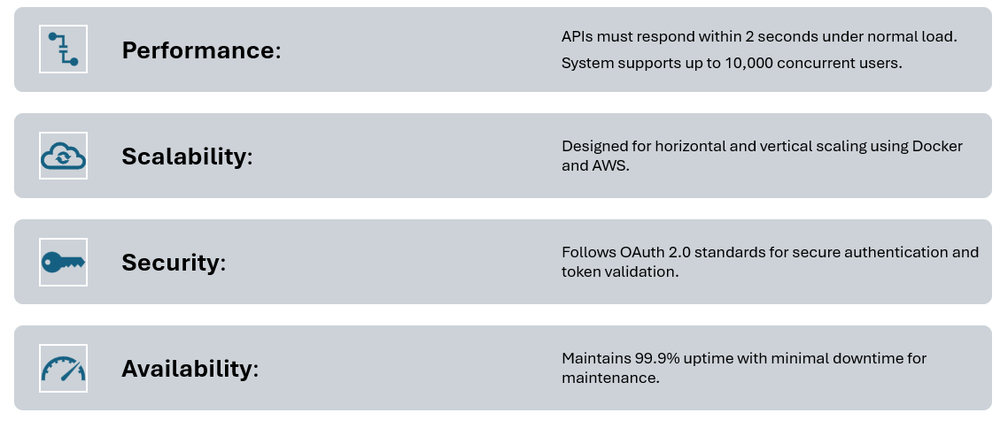 Performance:
APIs must respond within 2 seconds under normal load.
System supports up to 10,000 concurrent users.
Scalability:
Designed for horizontal and vertical scaling using Docker
and AWS.
Security:
Follows OAuth 2.0 standards for secure authentication and
token validation.
Availability:
Maintains 99.9% uptime with minimal downtime for
maintenance.